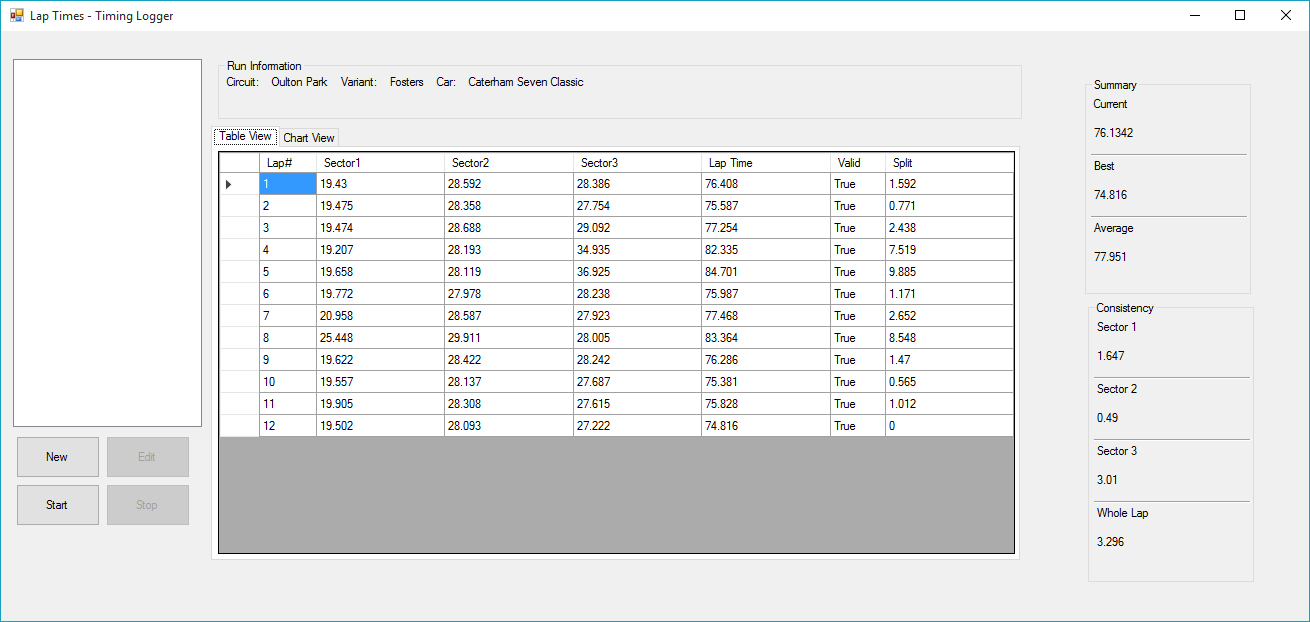 Lap Times - Timing Logger
Run Information
Circuit: Oulton Park Variant: Fosters Car: Caterham Seven Classic
Table View Chart View
Lap# Sector1 Sector2 Sector3 Lap Time Valid Split
1 19.43 28.592 28.386 76.408 True 1.592
2 19.475 28.358 27.754 75.587 True 0.771
3 19.474 28.688 29.092 77.254 True 2.438
4 19.207 28.193 34.935 82.335 True 7.519
5 19.658 28.119 36.925 84.701 True 9.885
6 19.772 27.978 28.238 75.987 True 1.171
7 20.958 28.587 27.923 77.468 True 2.652
8 25.448 29.911 28.005 83.364 True 8.548
9 19.622 28.422 28.242 76.286 True 1.47
10 19.557 28.137 27.687 75.381 True 0.565
11 19.905 28.308 27.615 75.828 True 1.012
12 19.502 28.093 27.222 74.816 True 0
New Edit
Start Stop
Summary
Current
76.1342
Best
74.816
Average
77.951
Consistency
Sector 1
1.647
Sector 2
0.49
Sector 3
3.01
Whole Lap
3.296